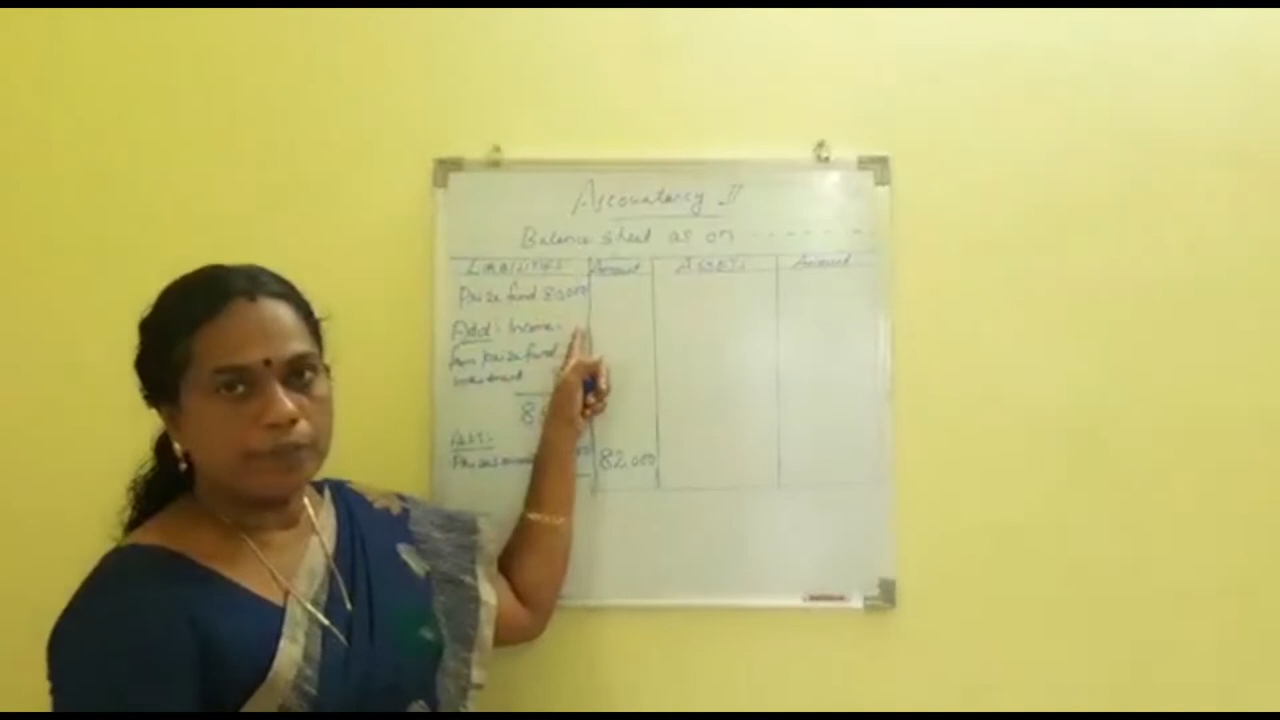 Accountancy II
Balance Sheet as on - - - - - - -
LIABILITIES Amount ASSETS Amount
Prize fund 80,000
Add: Income
from prize fund
Investment
82,000